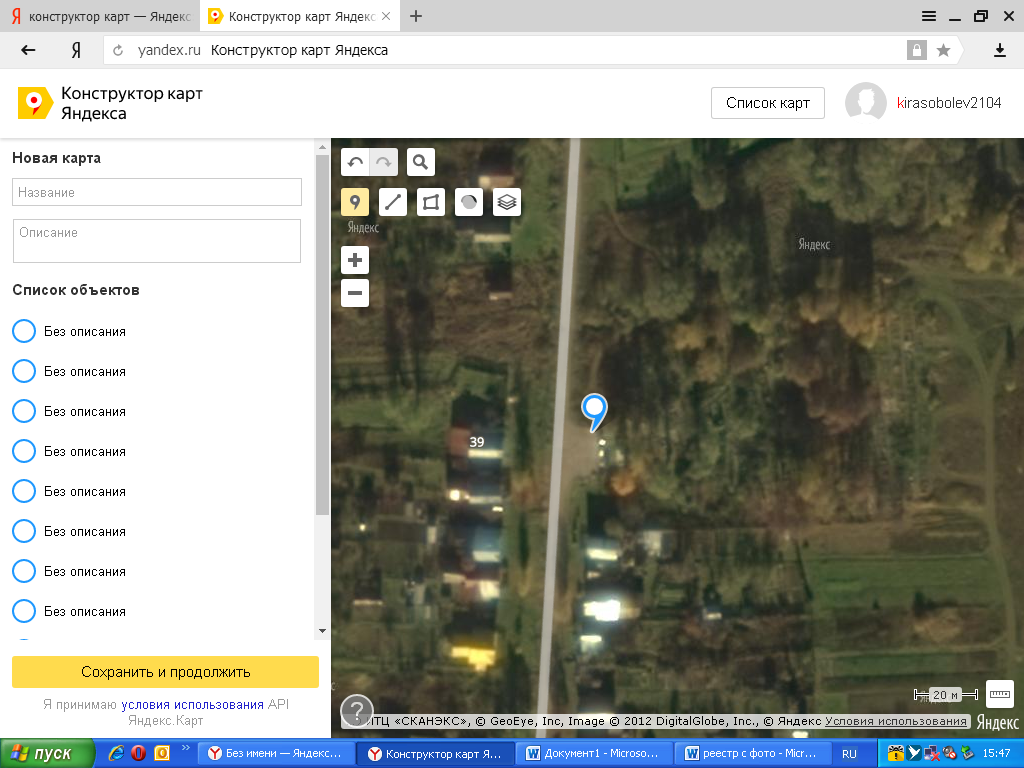 конструктор карт — Яндекс
Конструктор карт Яндекс
yandex.ru Конструктор карт Яндекса
Конструктор карт
Яндекса
Список карт
kirasobolev2104
Новая карта
Название
Описание
Список объектов
Без описания
Без описания
Без описания
Без описания
Без описания
Без описания
Без описания
Без описания
Сохранить и продолжить
Я принимаю условия использования API
Яндекс.Карт
Яндекс
Яндекс
39
20 м
?
ИТЦ «СКАНЭКС», © GeoEye, Inc, Image © 2012 DigitalGlobe, Inc., © Яндекс Условия использования
Яндекс
пуск
Без имени — Яндекс...
Конструктор карт Я...
Документ1 - Microso...
реестр с фото - Micr...
RU
15:47